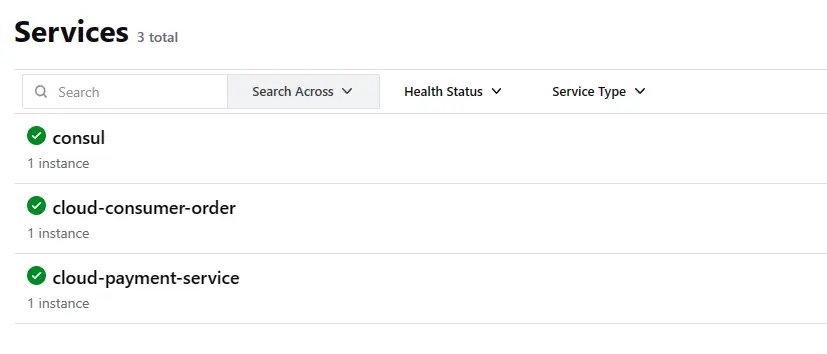 Services 3 total
Search Search Across Health Status Service Type
consul
1 instance
cloud-consumer-order
1 instance
cloud-payment-service
1 instance